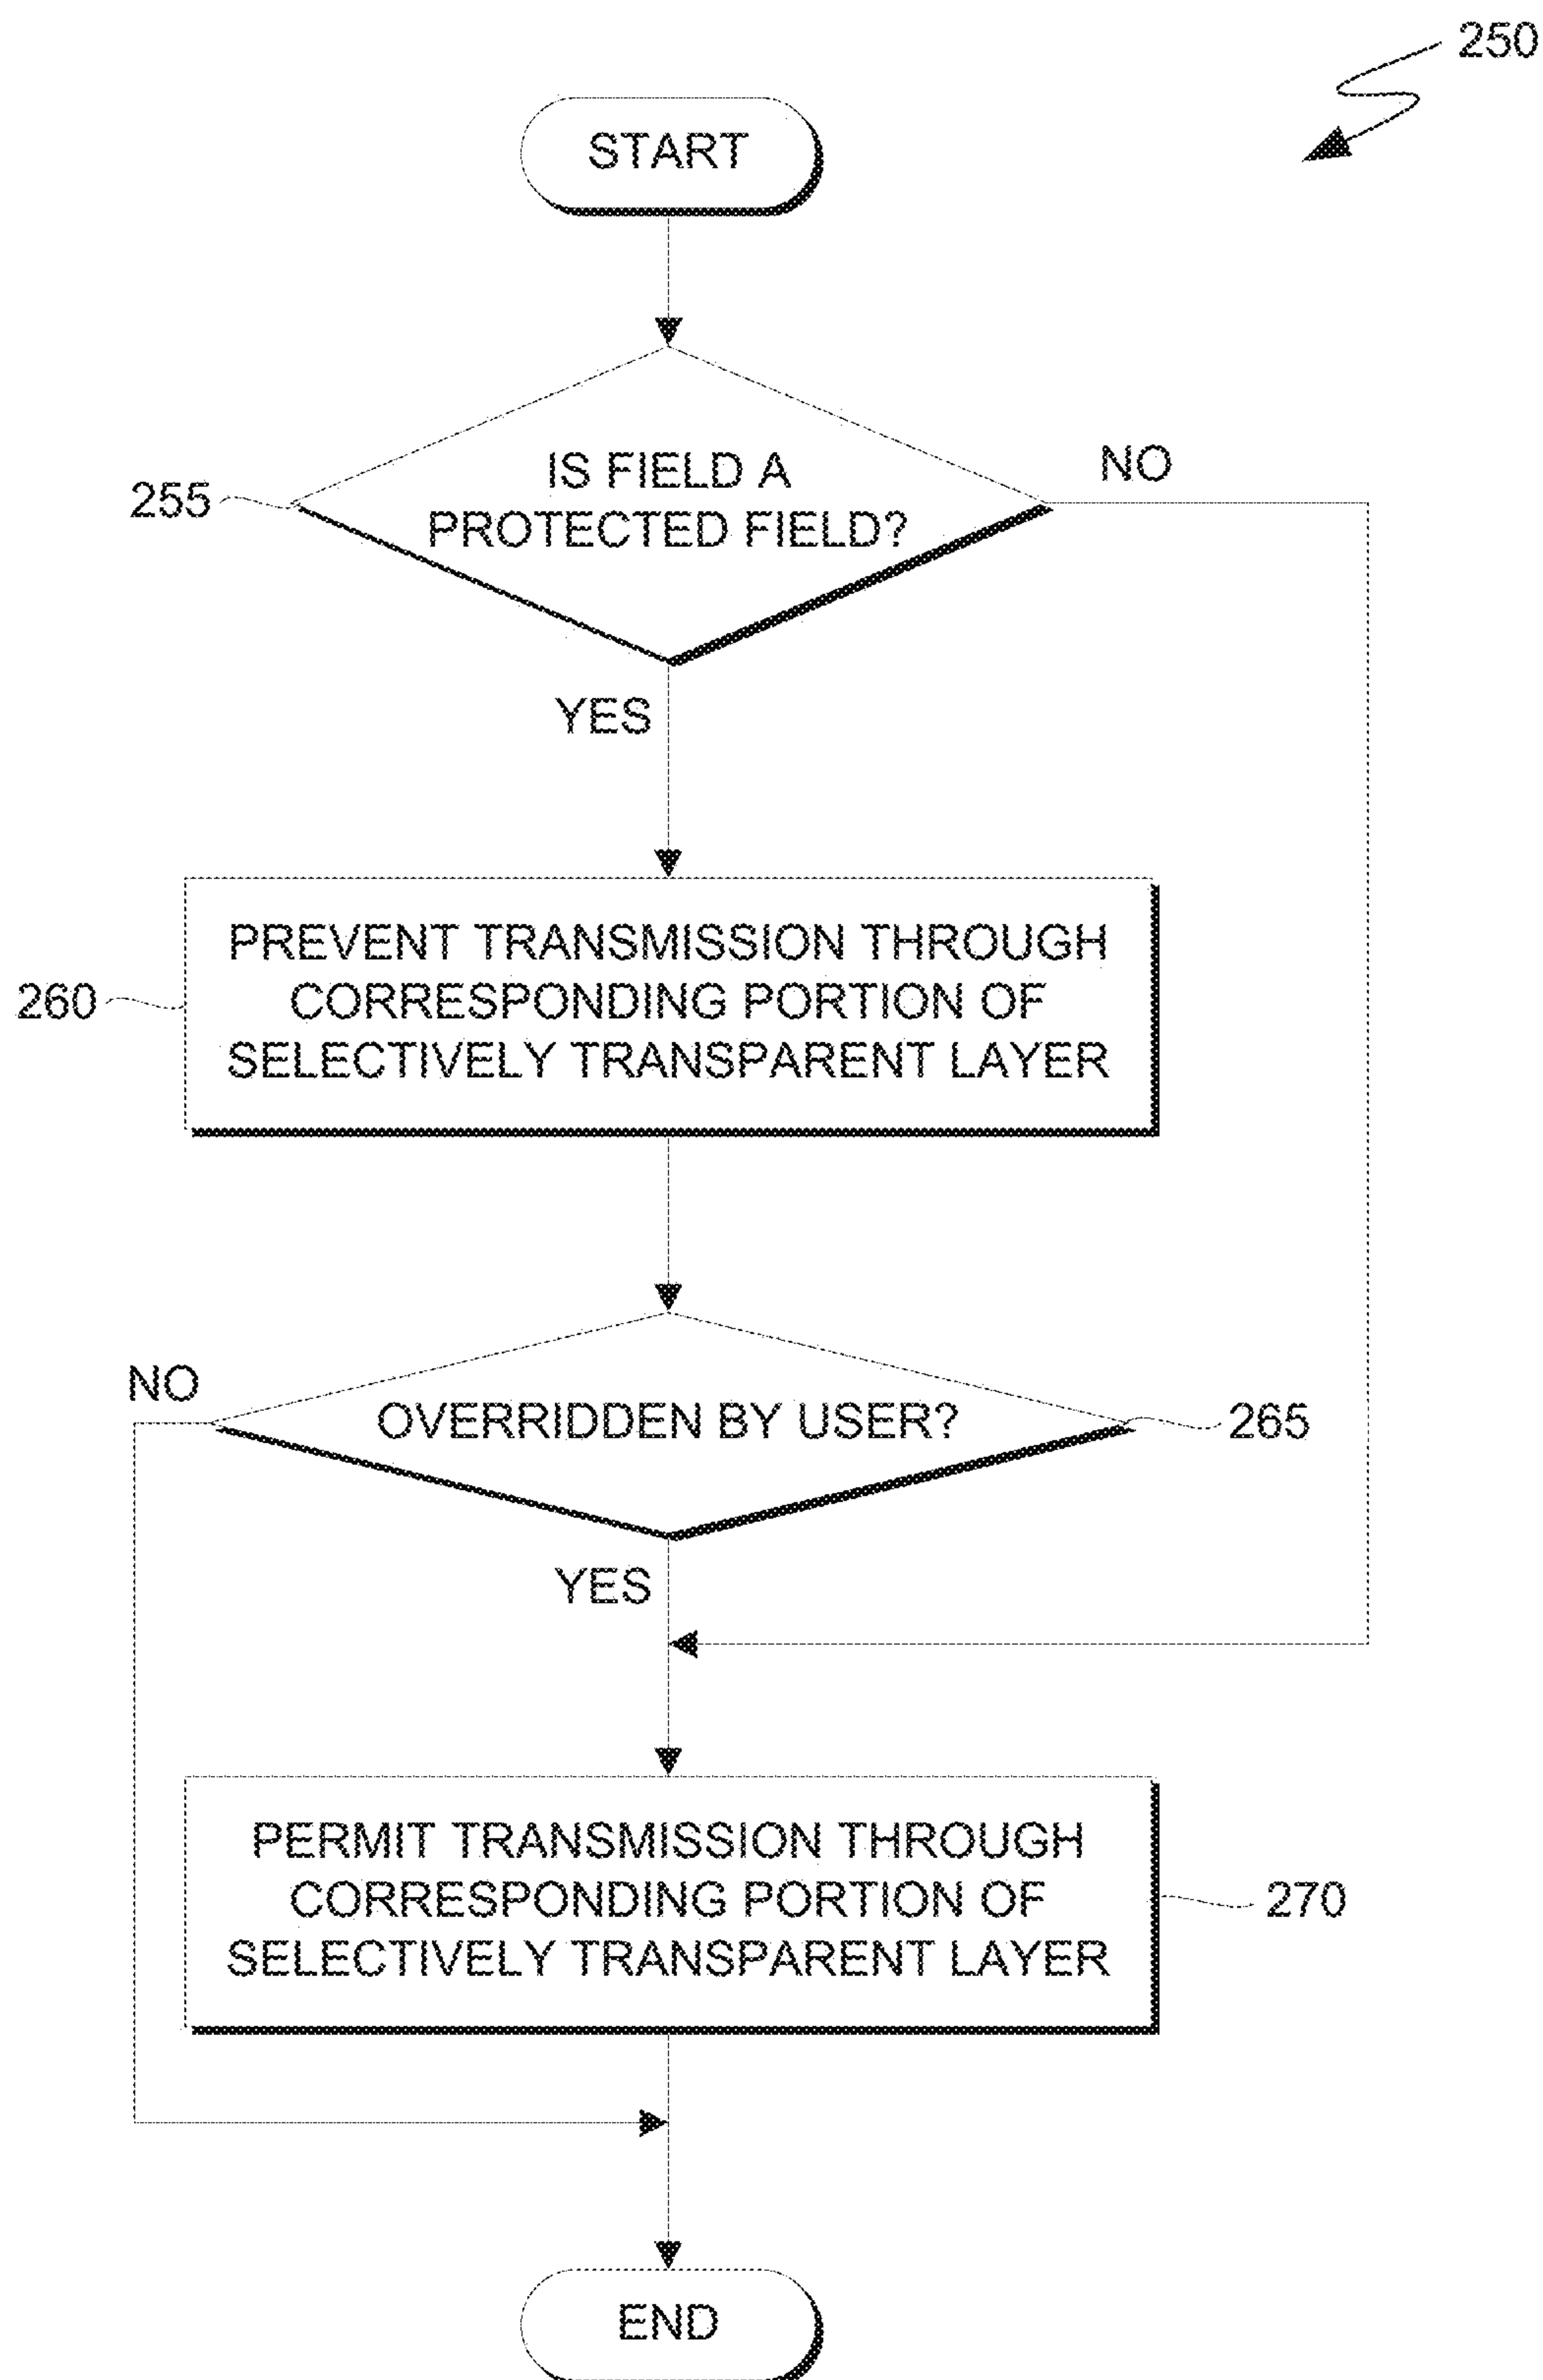 250
START
IS FIELD A
PROTECTED FIELD?
NO
255
YES
PREVENT TRANSMISSION THROUGH
CORRESPONDING PORTION OF
SELECTIVELY TRANSPARENT LAYER
260
NO
OVERRIDDEN BY USER?
265
YES
PERMIT TRANSMISSION THROUGH
CORRESPONDING PORTION OF
SELECTIVELY TRANSPARENT LAYER
270
END